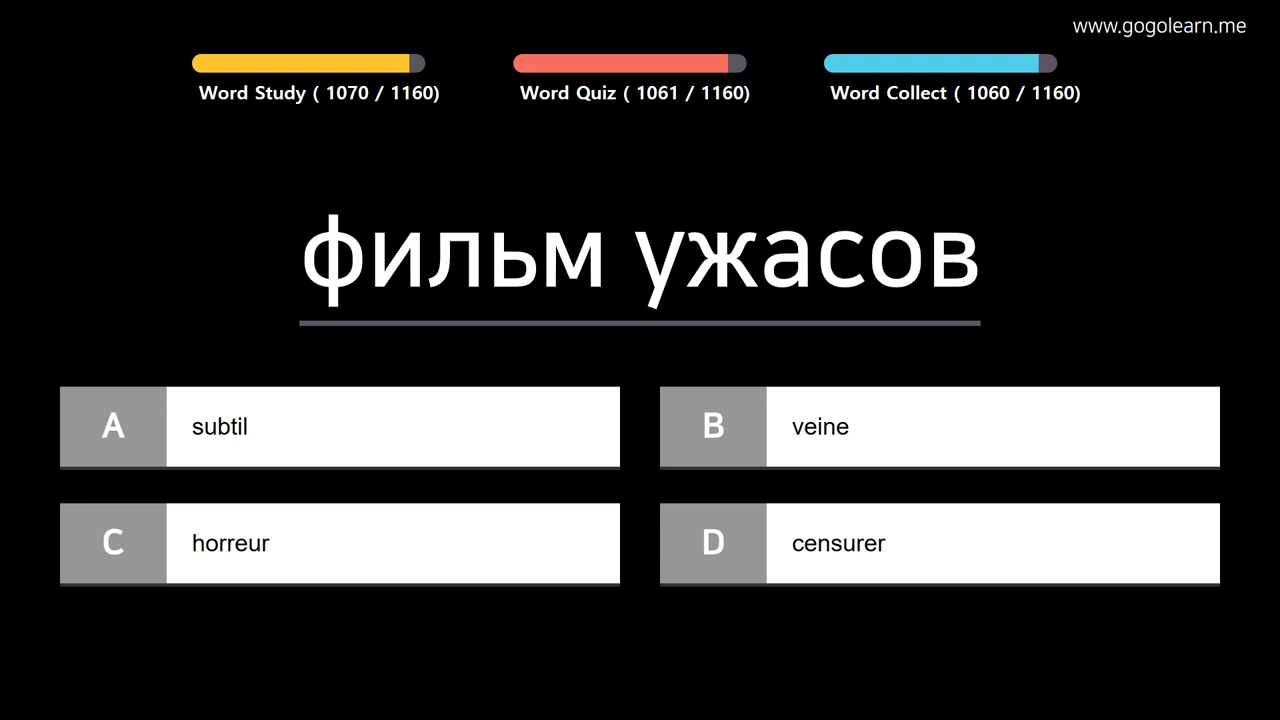 www.gogolearn.me
Word Study ( 1070 / 1160)
Word Quiz ( 1061 / 1160)
Word Collect ( 1060 / 1160)
фильм ужасов
A subtil
B veine
C horreur
D censurer